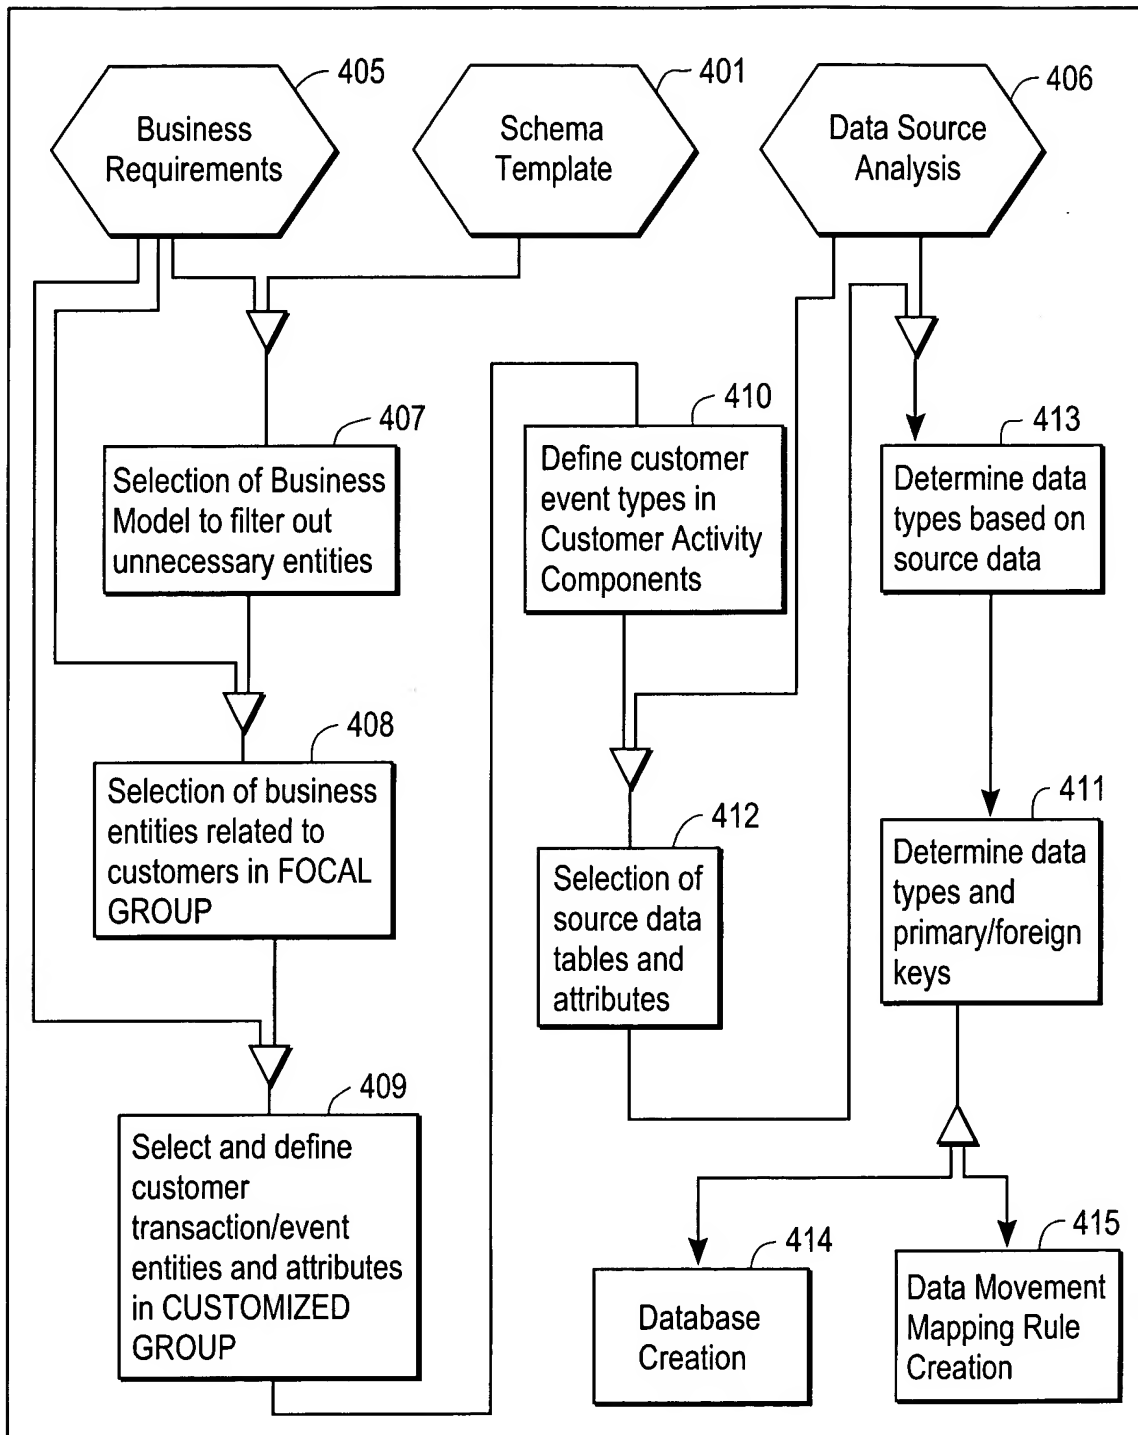 405
Business
Requirements
401
Schema
Template
406
Data Source
Analysis
407
Selection of Business
Model to filter out
unnecessary entities
408
Selection of business
entities related to
customers in FOCAL
GROUP
409
Select and define
customer
transaction/event
entities and attributes
in CUSTOMIZED
GROUP
410
Define customer
event types in
Customer Activity
Components
412
Selection of
source data
tables and
attributes
413
Determine data
types based on
source data
411
Determine data
types and
primary/foreign
keys
414
Database
Creation
415
Data Movement
Mapping Rule
Creation